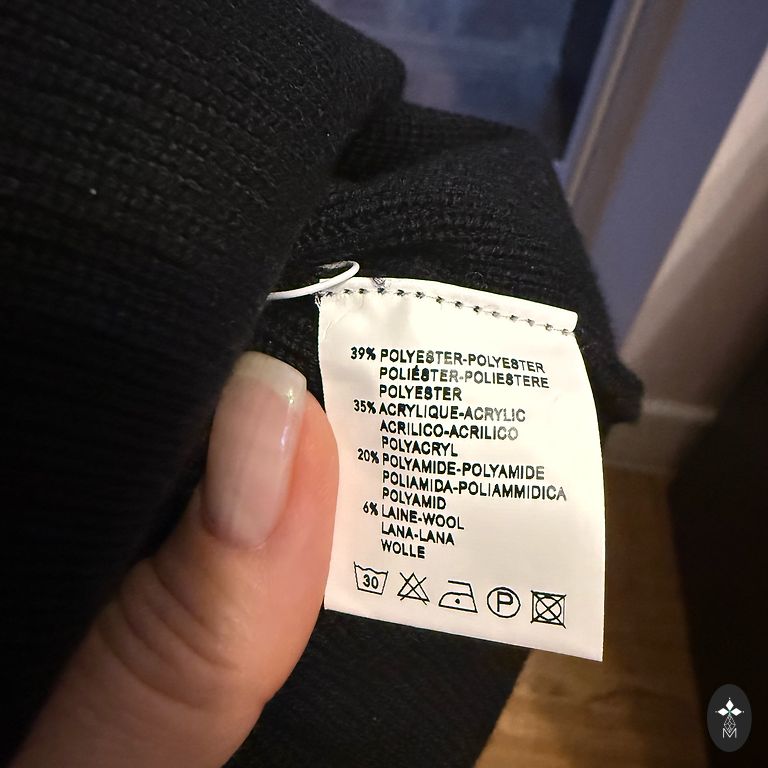 39% POLYESTER-POLYESTER
POLIÉSTER-POLIESTERE
POLYESTER
35% ACRYLIQUE-ACRYLIC
ACRILICO-ACRILICO
POLYACRYL
20% POLYAMIDE-POLYAMIDE
POLIAMIDA-POLIAMMIDICA
POLYAMID
6% LAINE-WOOL
LANA-LANA
WOLLE
30 P
M